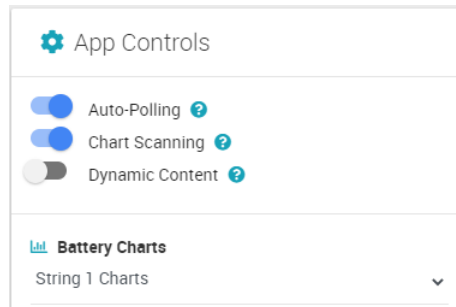 App Controls
Auto-Polling
Chart Scanning
Dynamic Content
Battery Charts
String 1 Charts